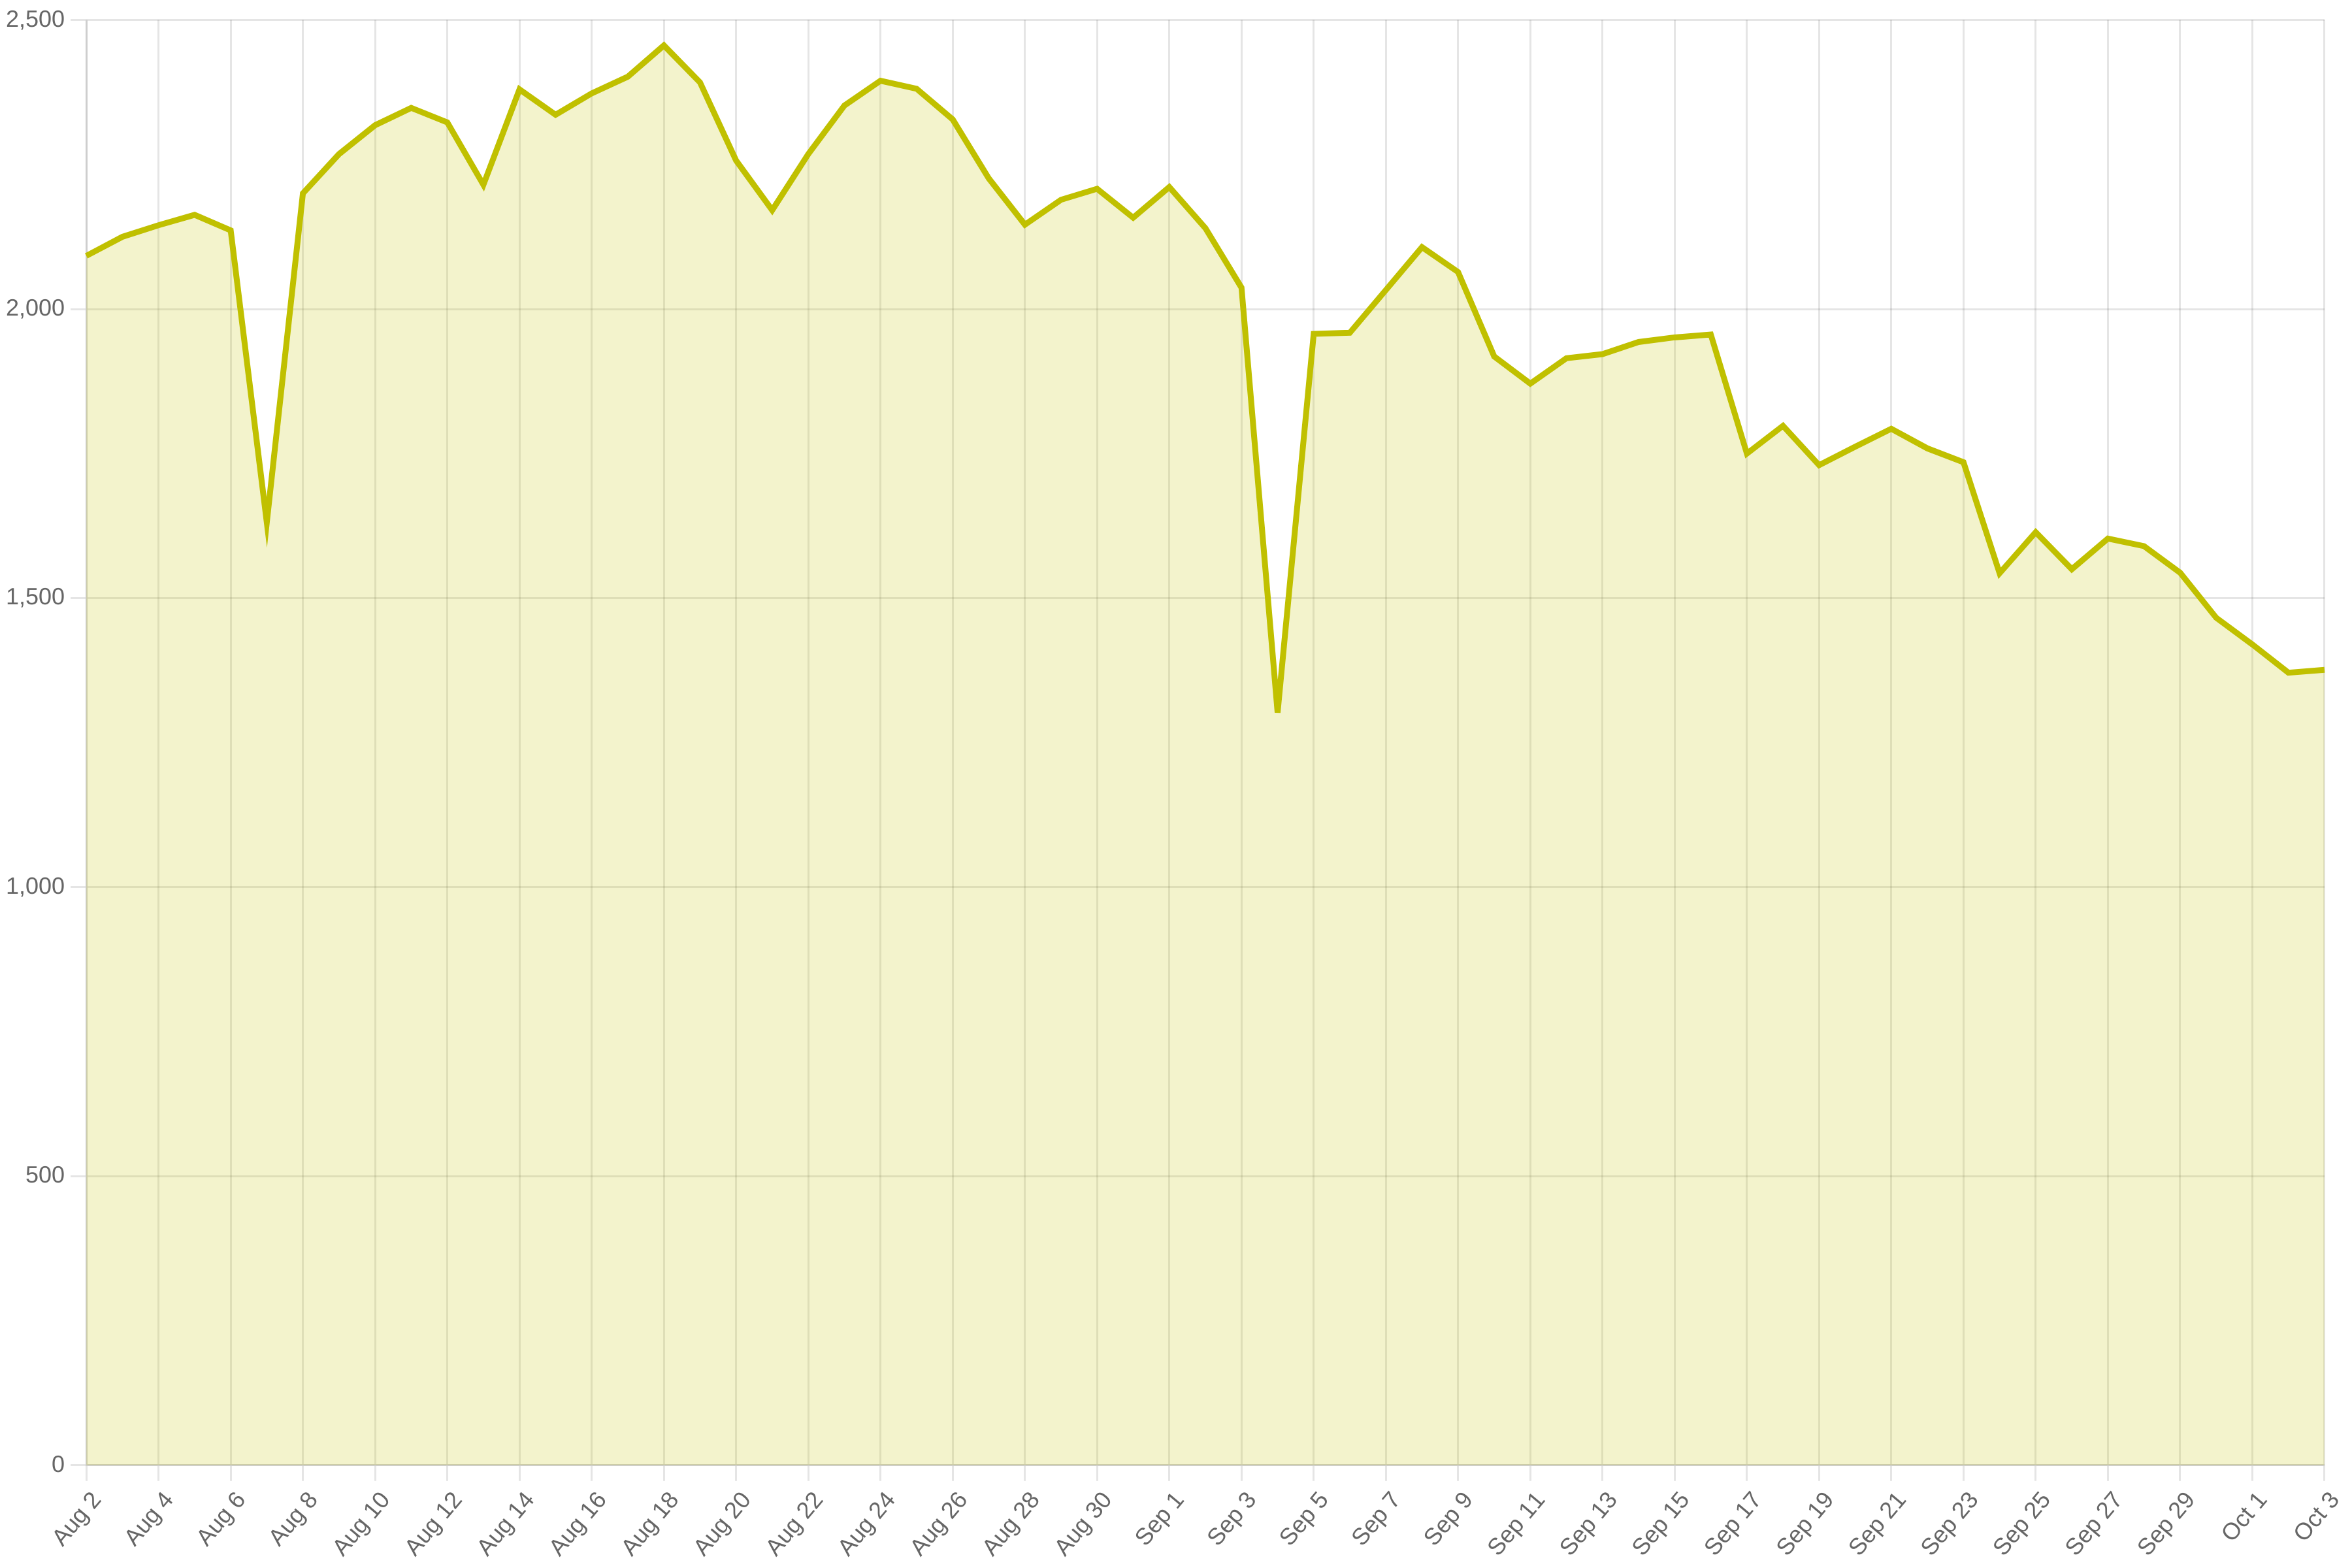 2,500
2,000
1,500
1,000
500
0
Aug 2
Aug 4
Aug 6
Aug 8
Aug 10
Aug 12
Aug 14
Aug 16
Aug 18
Aug 20
Aug 22
Aug 24
Aug 26
Aug 28
Aug 30
Sep 1
Sep 3
Sep 5
Sep 7
Sep 9
Sep 11
Sep 13
Sep 15
Sep 17
Sep 19
Sep 21
Sep 23
Sep 25
Sep 27
Sep 29
Oct 1
Oct 3